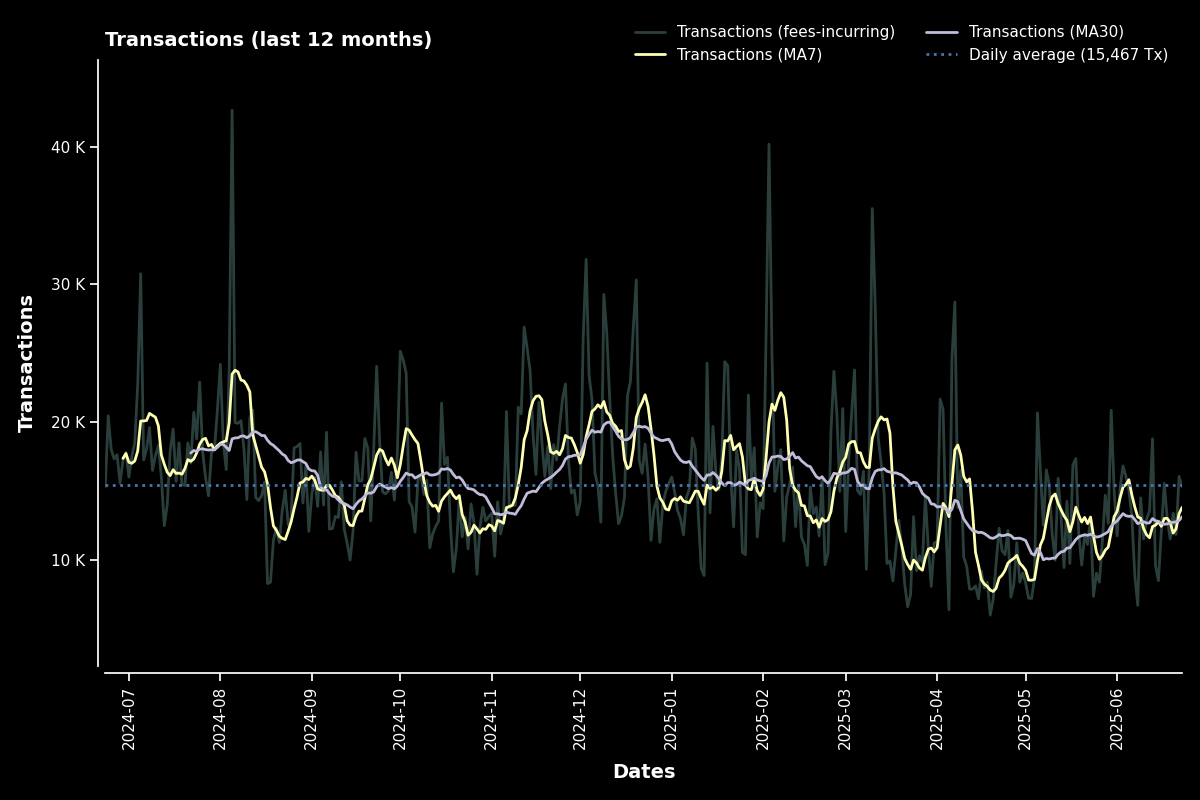 Transactions (last 12 months)
Transactions (fees-incurring)
Transactions (MA7)
Transactions (MA30)
Daily average (15,467 Tx)
Transactions
40 K
30 K
20 K
10 K
2024-07
2024-08
2024-09
2024-10
2024-11
2024-12
2025-01
2025-02
2025-03
2025-04
2025-05
2025-06
Dates